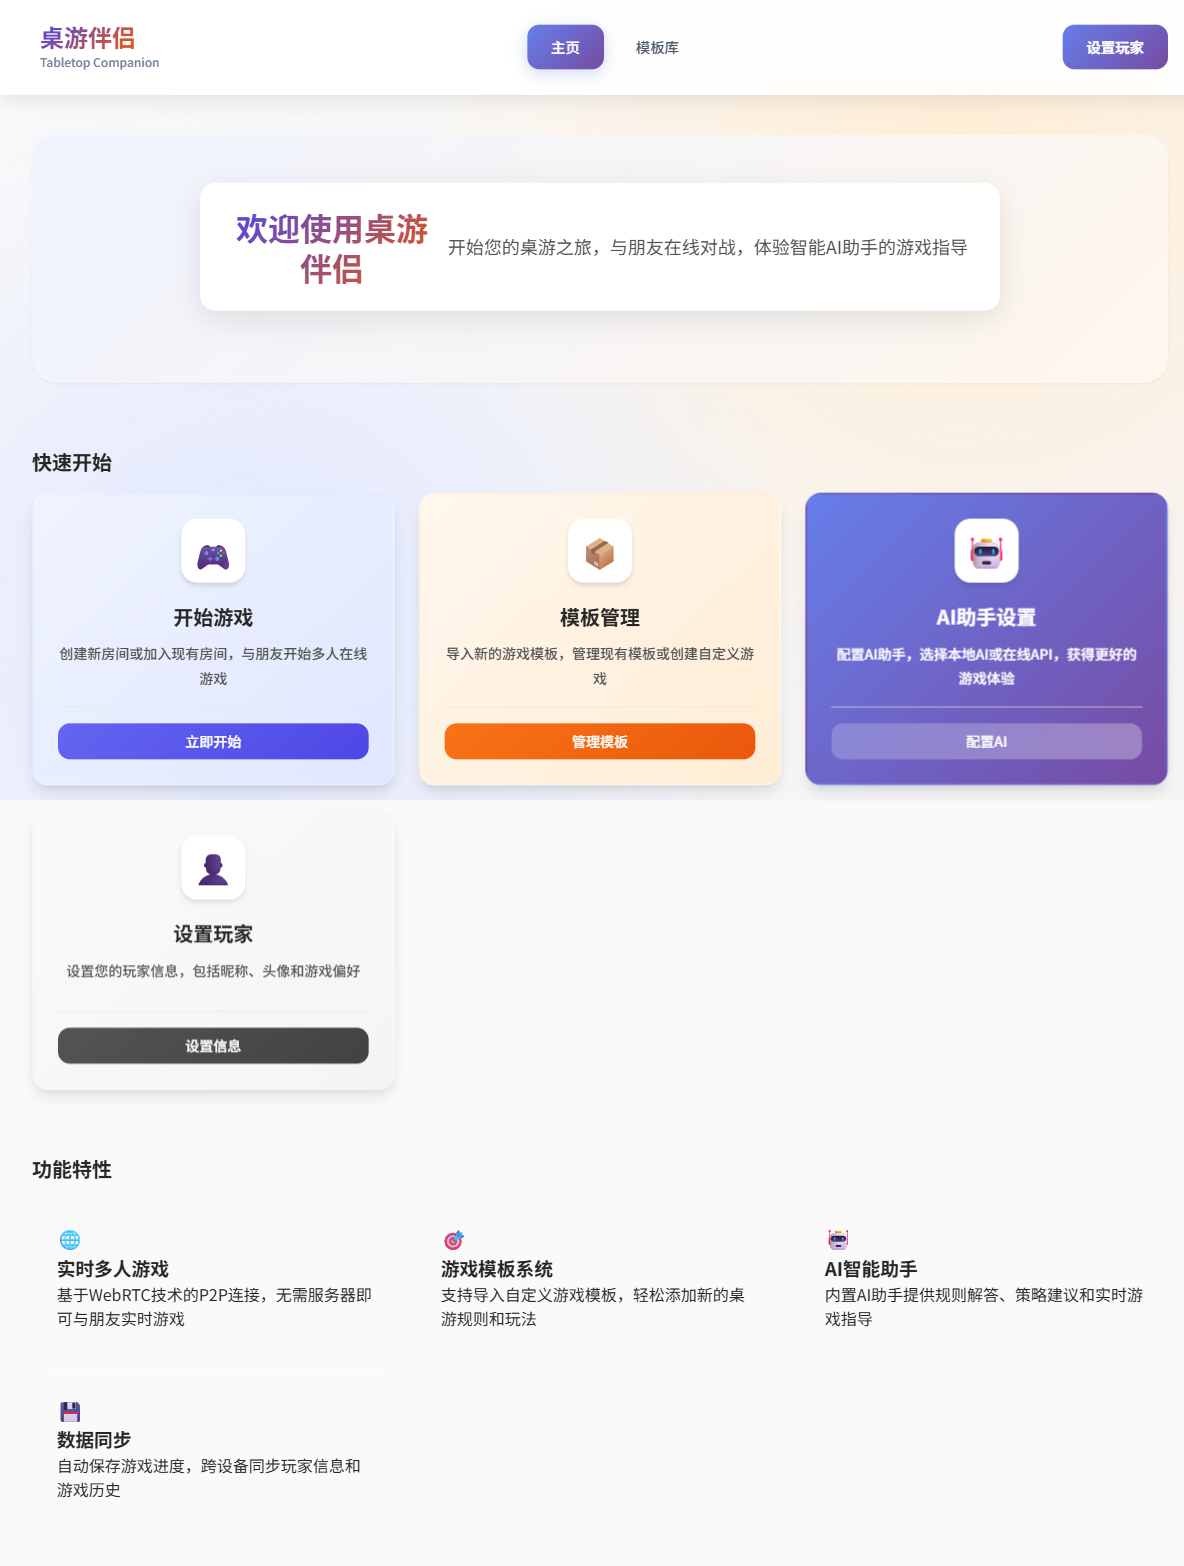 桌游伴侣
Tabletop Companion
主页
模板库
设置玩家
欢迎使用桌游
伴侣
开始您的桌游之旅，与朋友在线对战，体验智能AI助手的游戏指导
快速开始
开始游戏
创建新房间或加入现有房间，与朋友开始多人在线
游戏
立即开始
模板管理
导入新的游戏模板，管理现有模板或创建自定义游
戏
管理模板
AI助手设置
配置AI助手，选择本地AI或在线API，获得更好的
游戏体验
配置AI
设置玩家
设置您的玩家信息，包括昵称、头像和游戏偏好
设置信息
功能特性
实时多人游戏
基于WebRTC技术的P2P连接，无需服务器即
可与朋友实时游戏
游戏模板系统
支持导入自定义游戏模板，轻松添加新的桌
游规则和玩法
AI智能助手
内置AI助手提供规则解答、策略建议和实时游
戏指导
数据同步
自动保存游戏进度，跨设备同步玩家信息和
游戏历史